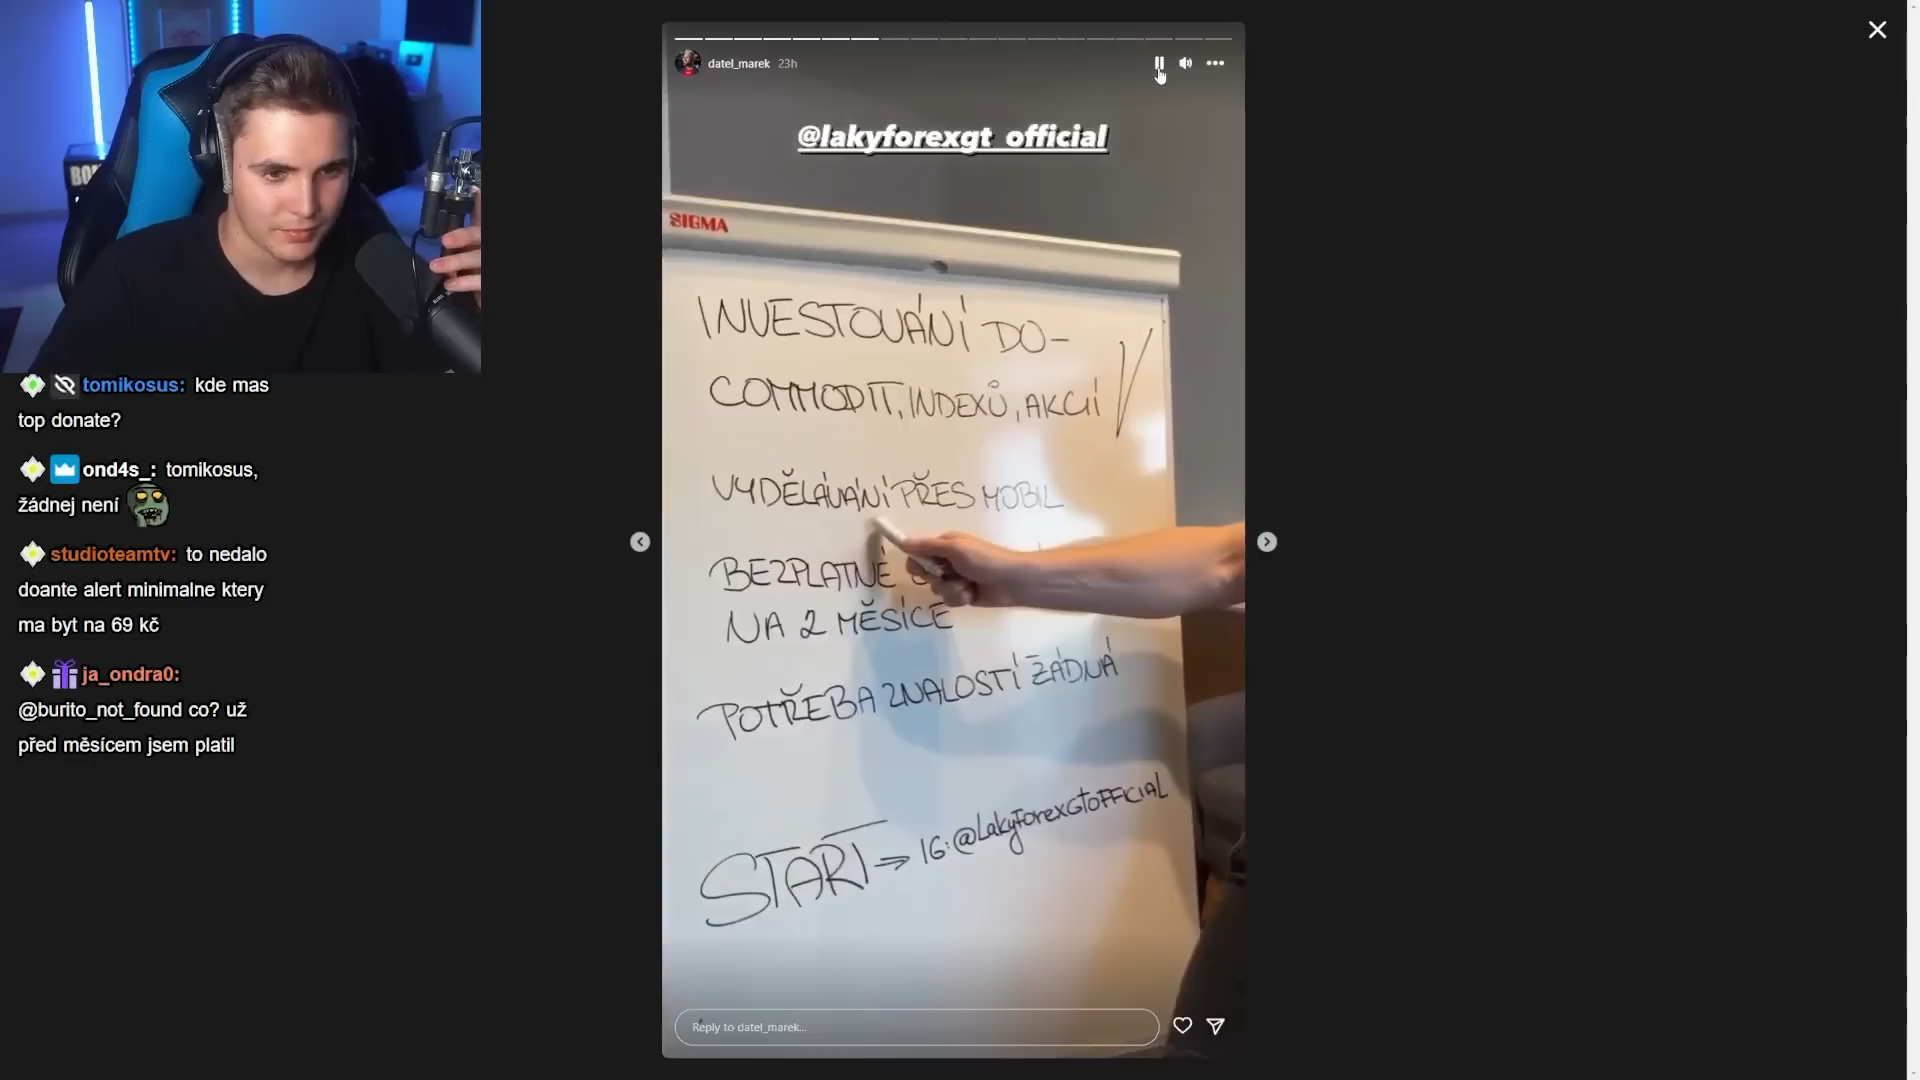 BO
tomikosus: kde mas
top donate?
ond4s_: tomikosus,
žádnej není
studioteamtv: to nedalo
doante alert minimalne ktery
ma byt na 69 kč
ja_ondra0:
@burito_not_found co? už
před měsícem jsem platil
datel_marek 23h
@lakyforexgt_official
SIGMA
INVESTOVÁNÍ DO-
COMMODIT, INDEXŮ, AKCIÍ
VYDĚLÁVÁNÍ PŘES MOBIL
BEZPLATNÉ
NA 2 MĚSÍCE
POTŘEBA ZNALOSTÍ ŽÁDNÁ
START → IG: @LakyForexGTOFFICIAL
Reply to datel_marek...